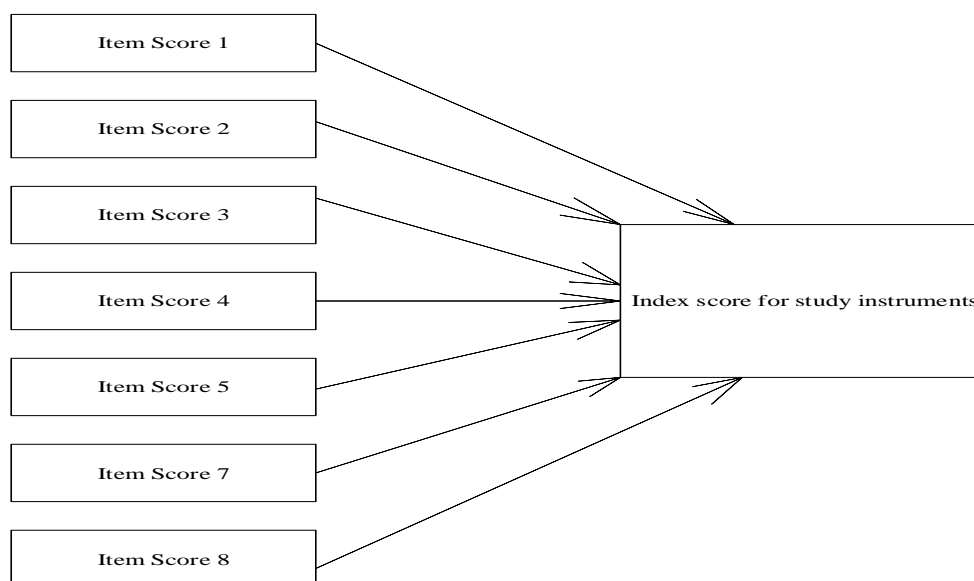 Item Score 1
Item Score 2
Item Score 3
Item Score 4
Item Score 5
Item Score 7
Item Score 8
Index score for study instruments